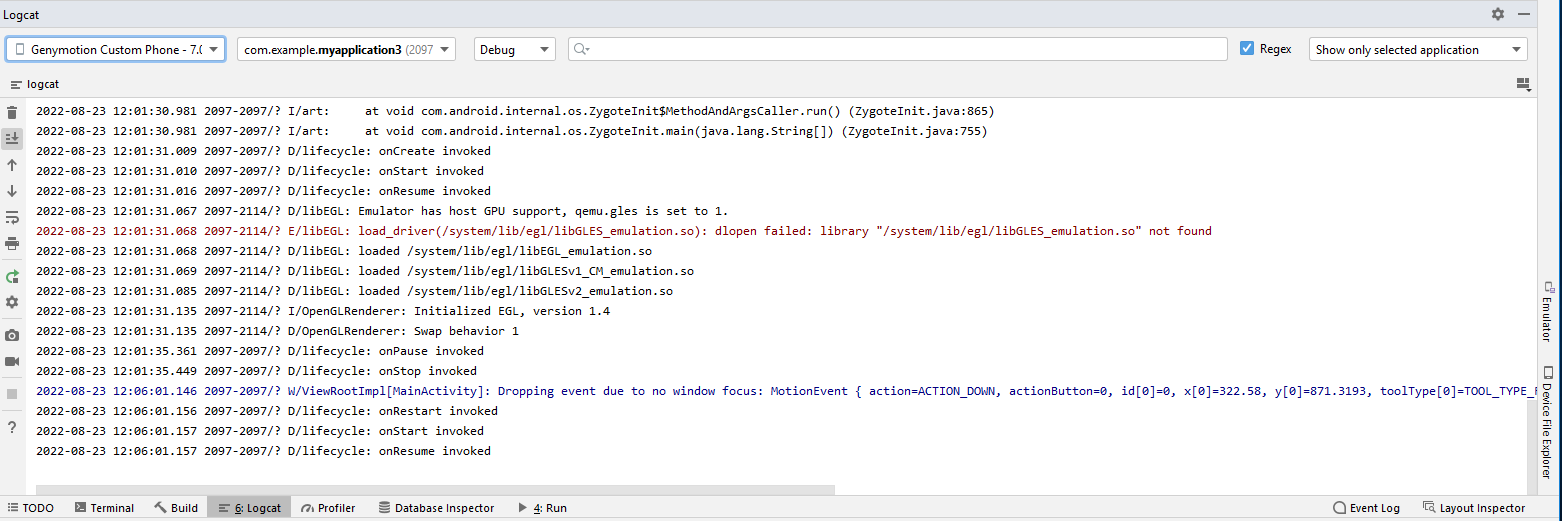 Logcat
Genymotion Custom Phone - 7.0 com.example.myapplication3 (2097 Debug Regex Show only selected application
logcat
2022-08-23 12:01:30.981 2097-2097/? I/art:     at void com.android.internal.os.ZygoteInit$MethodAndArgsCaller.run() (ZygoteInit.java:865)
2022-08-23 12:01:30.981 2097-2097/? I/art:     at void com.android.internal.os.ZygoteInit.main(java.lang.String[]) (ZygoteInit.java:755)
2022-08-23 12:01:31.009 2097-2097/? D/lifecycle: onCreate invoked
2022-08-23 12:01:31.010 2097-2097/? D/lifecycle: onStart invoked
2022-08-23 12:01:31.016 2097-2097/? D/lifecycle: onResume invoked
2022-08-23 12:01:31.067 2097-2114/? D/libEGL: Emulator has host GPU support, qemu.gles is set to 1.
2022-08-23 12:01:31.068 2097-2114/? E/libEGL: load_driver(/system/lib/egl/libGLES_emulation.so): dlopen failed: library "/system/lib/egl/libGLES_emulation.so" not found
2022-08-23 12:01:31.068 2097-2114/? D/libEGL: loaded /system/lib/egl/libEGL_emulation.so
2022-08-23 12:01:31.069 2097-2114/? D/libEGL: loaded /system/lib/egl/libGLESv1_CM_emulation.so
2022-08-23 12:01:31.085 2097-2114/? D/libEGL: loaded /system/lib/egl/libGLESv2_emulation.so
2022-08-23 12:01:31.135 2097-2114/? I/OpenGLRenderer: Initialized EGL, version 1.4
2022-08-23 12:01:31.135 2097-2114/? D/OpenGLRenderer: Swap behavior 1
2022-08-23 12:01:35.361 2097-2097/? D/lifecycle: onPause invoked
2022-08-23 12:01:35.449 2097-2097/? D/lifecycle: onStop invoked
2022-08-23 12:06:01.146 2097-2097/? W/ViewRootImpl[MainActivity]: Dropping event due to no window focus: MotionEvent { action=ACTION_DOWN, actionButton=0, id[0]=0, x[0]=322.58, y[0]=871.3193, toolType[0]=TOOL_TYPE_
2022-08-23 12:06:01.156 2097-2097/? D/lifecycle: onRestart invoked
2022-08-23 12:06:01.157 2097-2097/? D/lifecycle: onStart invoked
2022-08-23 12:06:01.157 2097-2097/? D/lifecycle: onResume invoked
Emulator
Device File Explorer
TODO Terminal Build 6: Logcat Profiler Database Inspector 4: Run Event Log Layout Inspector